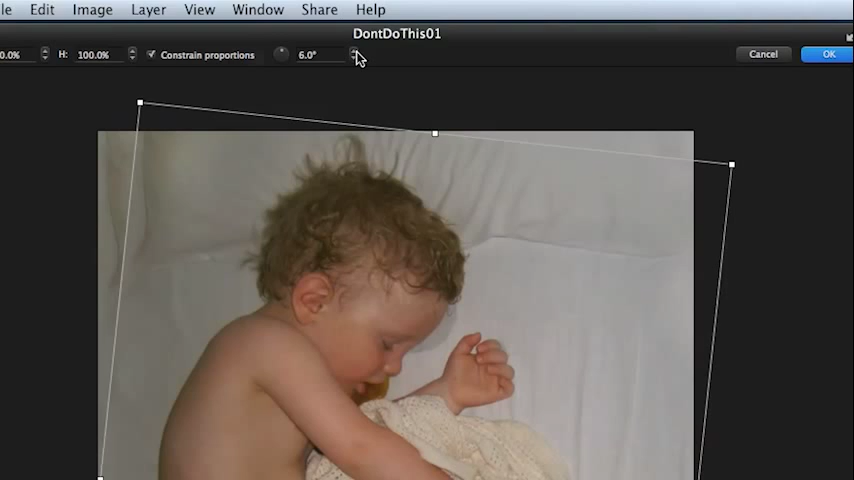 le Edit Image Layer View Window Share Help
DontDoThis01
0.0% H: 100.0% Constrain proportions 6.0° Cancel OK